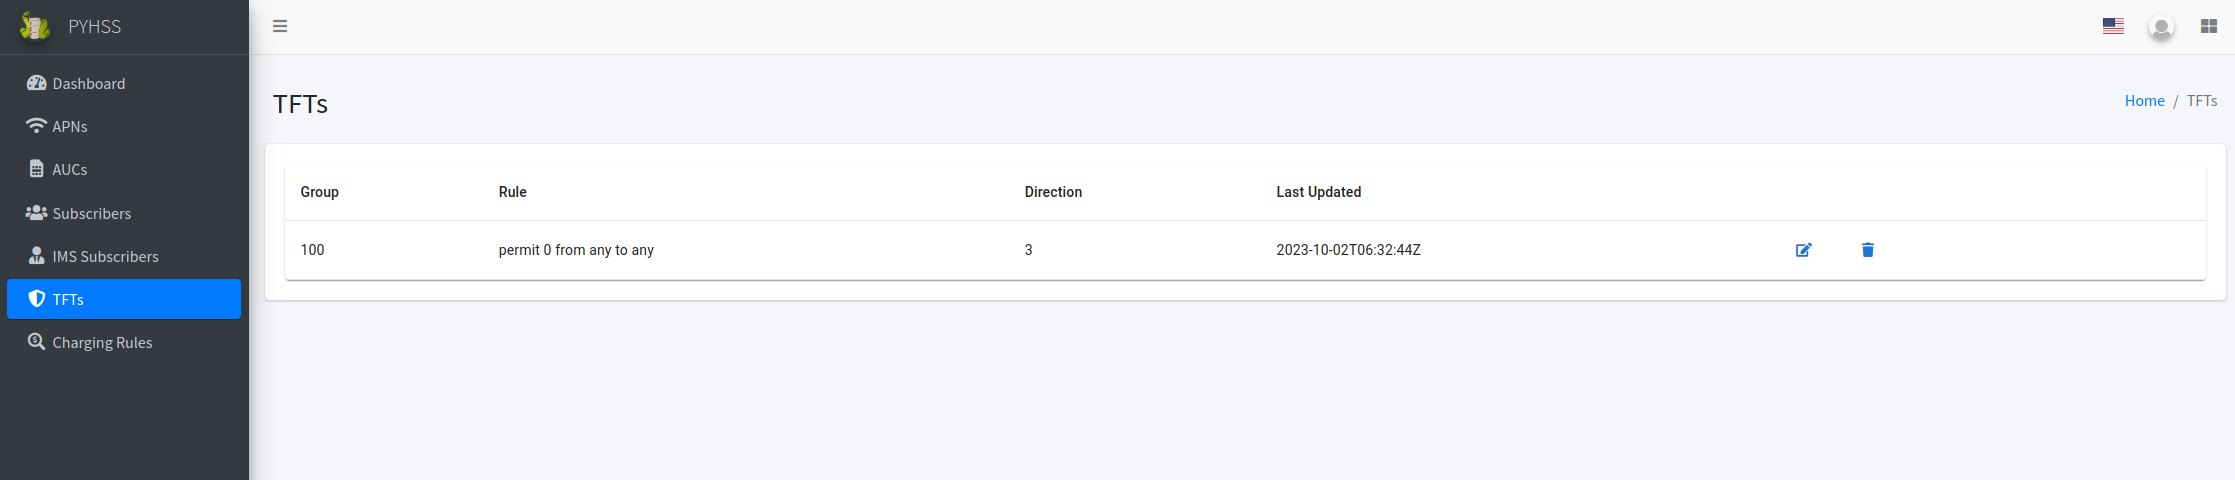 PYHSS
Dashboard
APNs
AUCs
Subscribers
IMS Subscribers
TFTs
Charging Rules
TFTs
Home / TFTs
Group Rule Direction Last Updated
100 permit 0 from any to any 3 2023-10-02T06:32:44Z